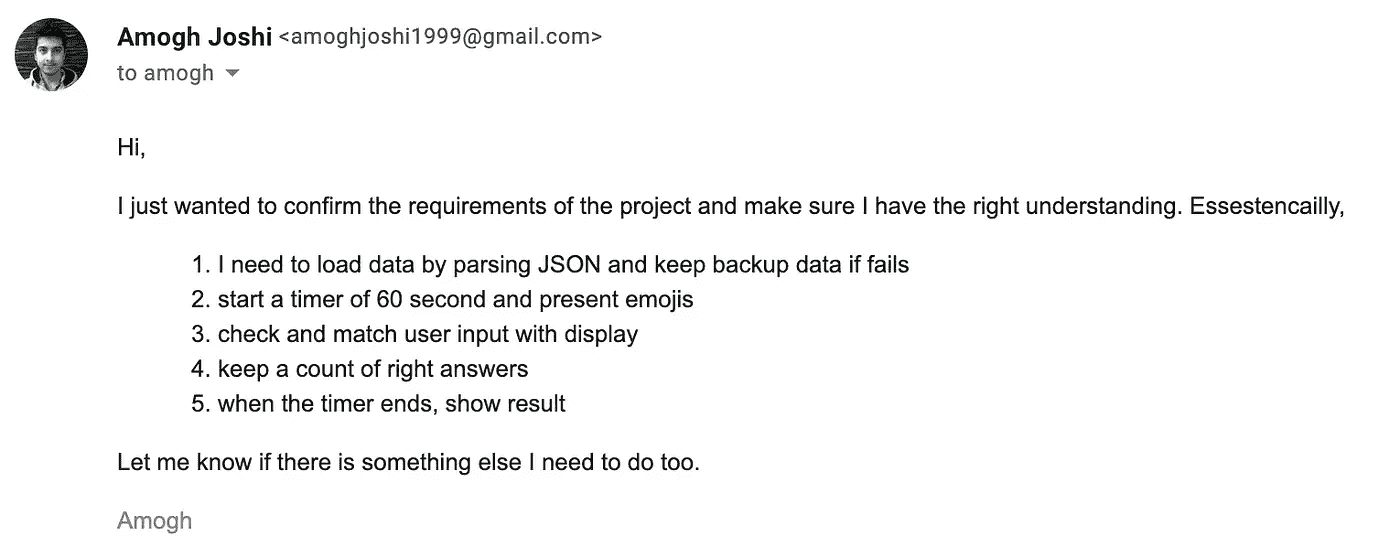 Amogh Joshi <amoghjoshi1999@gmail.com>
to amogh
Hi,
I just wanted to confirm the requirements of the project and make sure I have the right understanding. Essestencailly,
1. I need to load data by parsing JSON and keep backup data if fails
2. start a timer of 60 second and present emojis
3. check and match user input with display
4. keep a count of right answers
5. when the timer ends, show result
Let me know if there is something else I need to do too.
Amogh